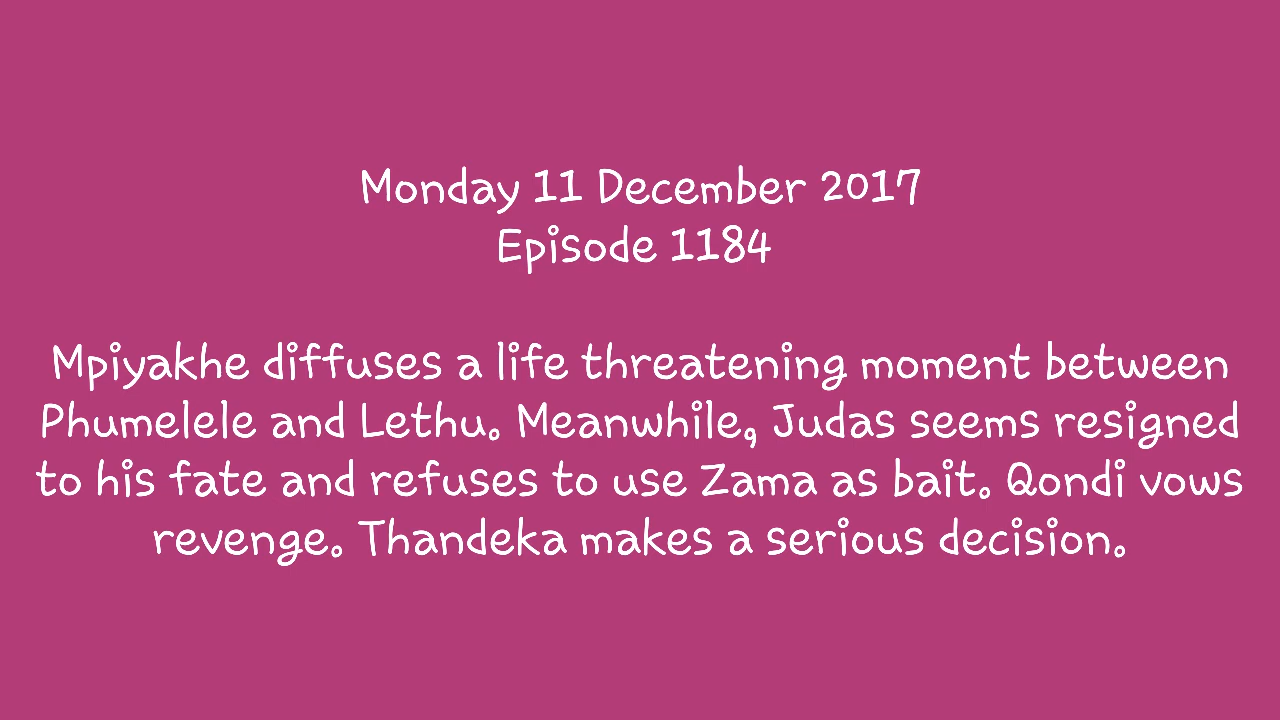 Monday 11 December 2017
Episode 1184
Mpiyakhe diffuses a life threatening moment between
Phumelele and Lethu. Meanwhile, Judas seems resigned
to his fate and refuses to use Zama as bait. Qondi vows
revenge. Thandeka makes a serious decision.